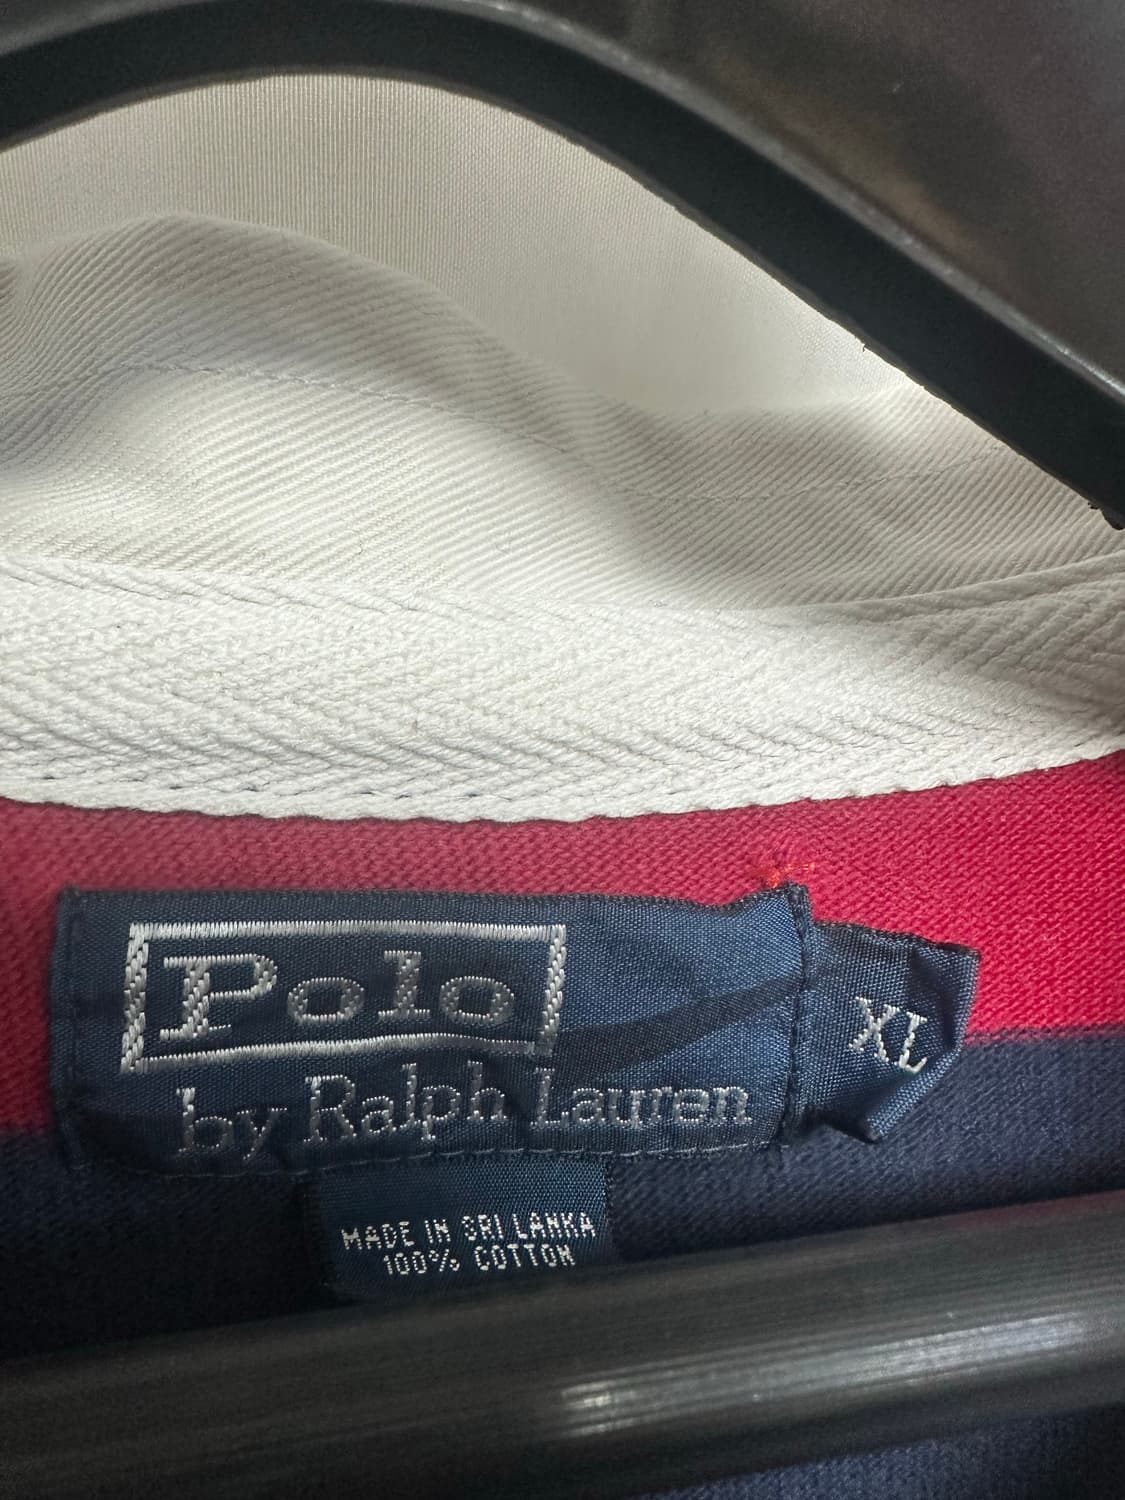 Polo
by Ralph Lauren
XL
MADE IN SRI LANKA
100% COTTON